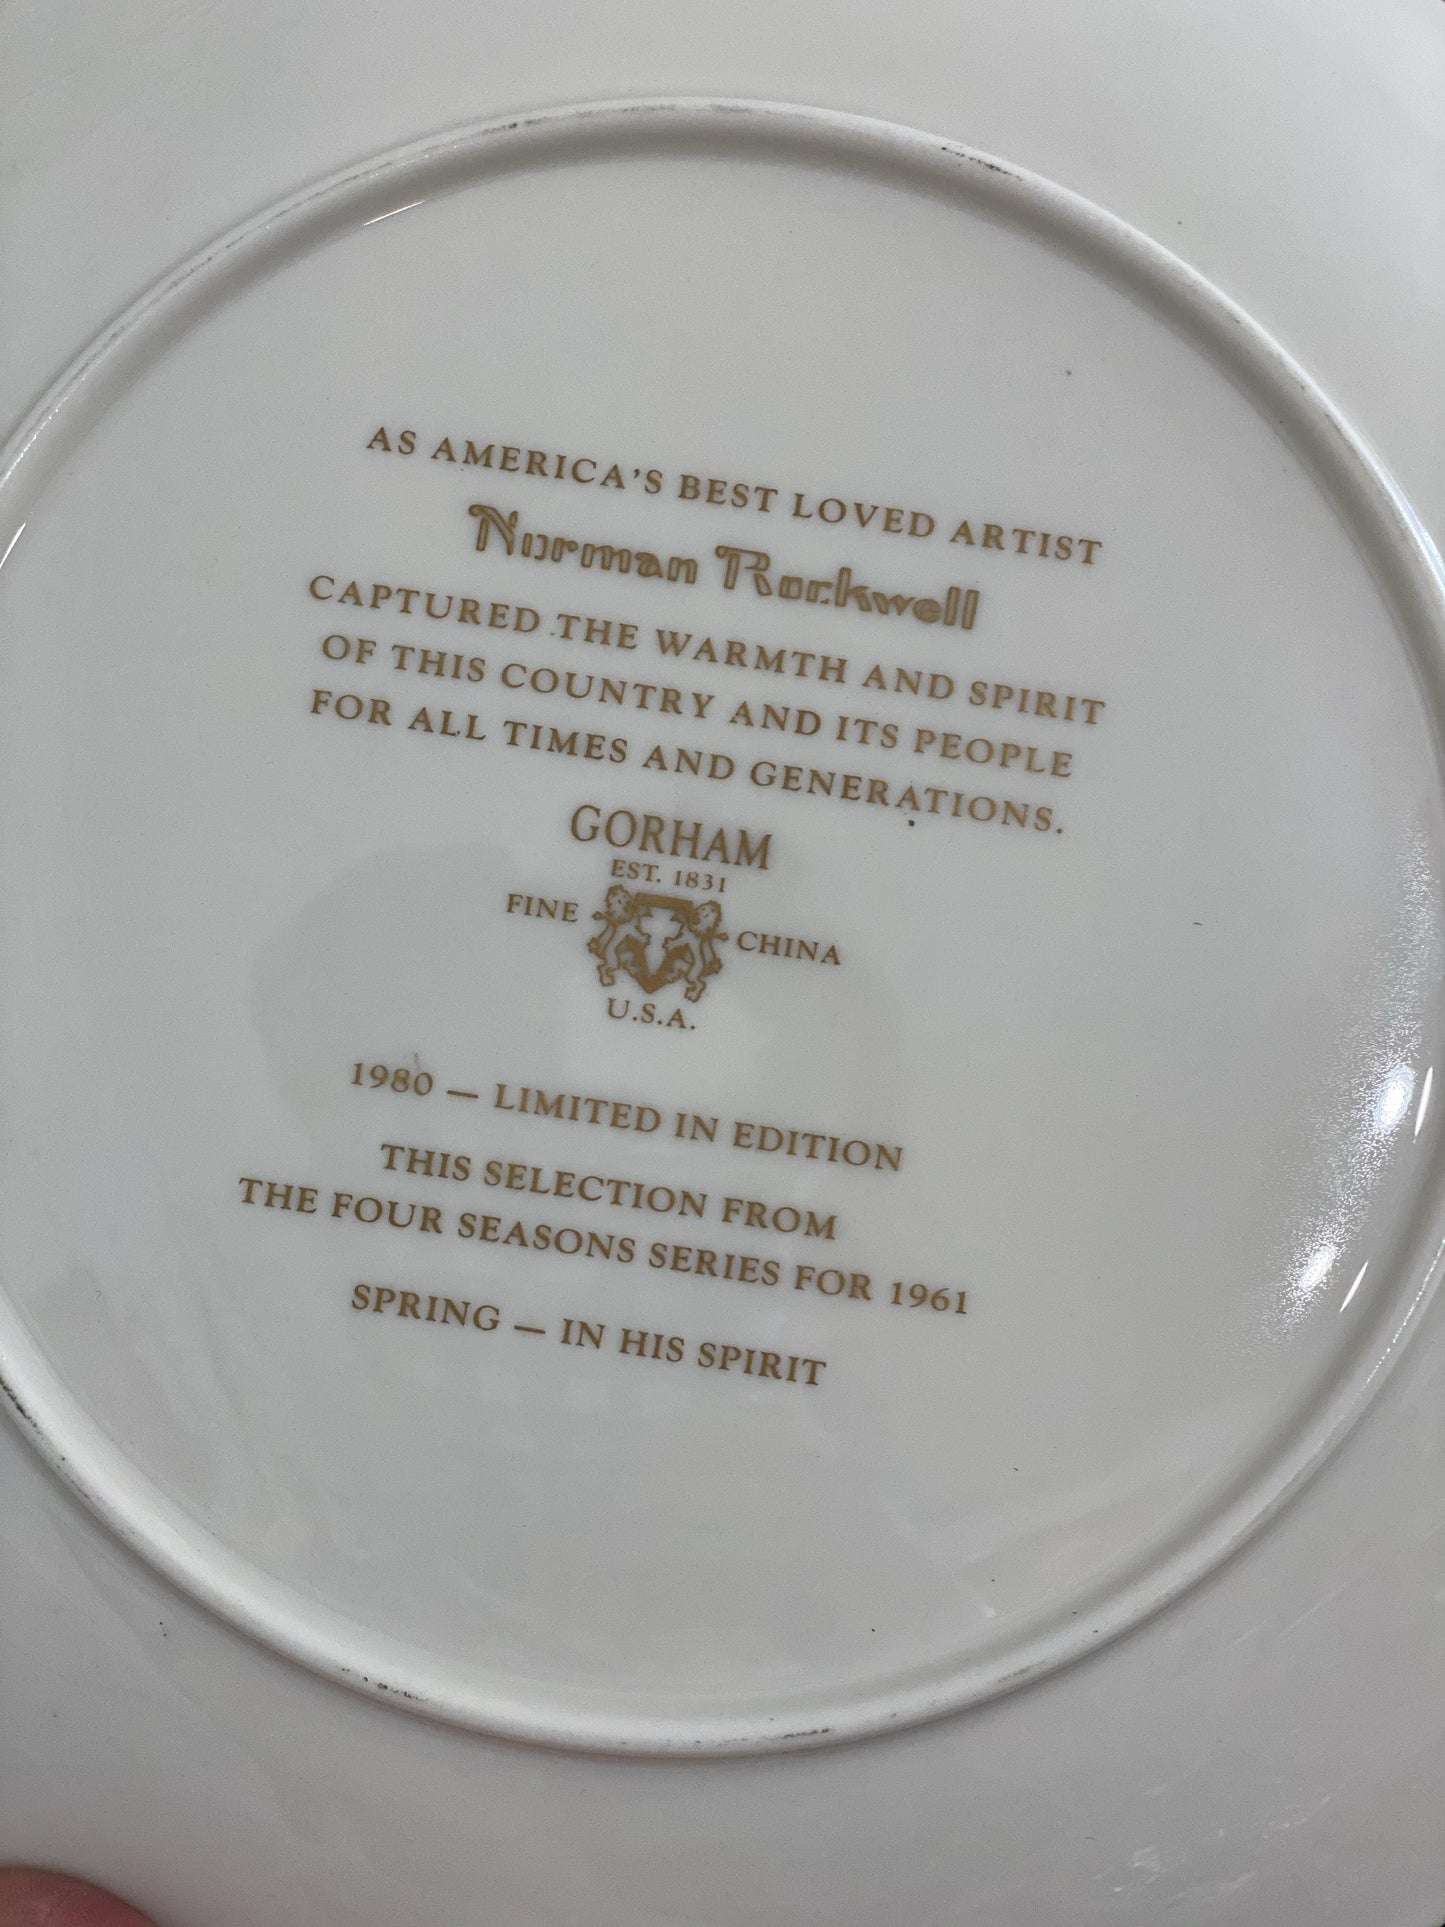 AS AMERICA'S BEST LOVED ARTIST
Norman Rockwell
CAPTURED THE WARMTH AND SPIRIT
OF THIS COUNTRY AND ITS PEOPLE
FOR ALL TIMES AND GENERATIONS.
GORHAM
EST. 1831
FINE CHINA
U.S.A.
1980 — LIMITED IN EDITION
THIS SELECTION FROM
THE FOUR SEASONS SERIES FOR 1961
SPRING — IN HIS SPIRIT